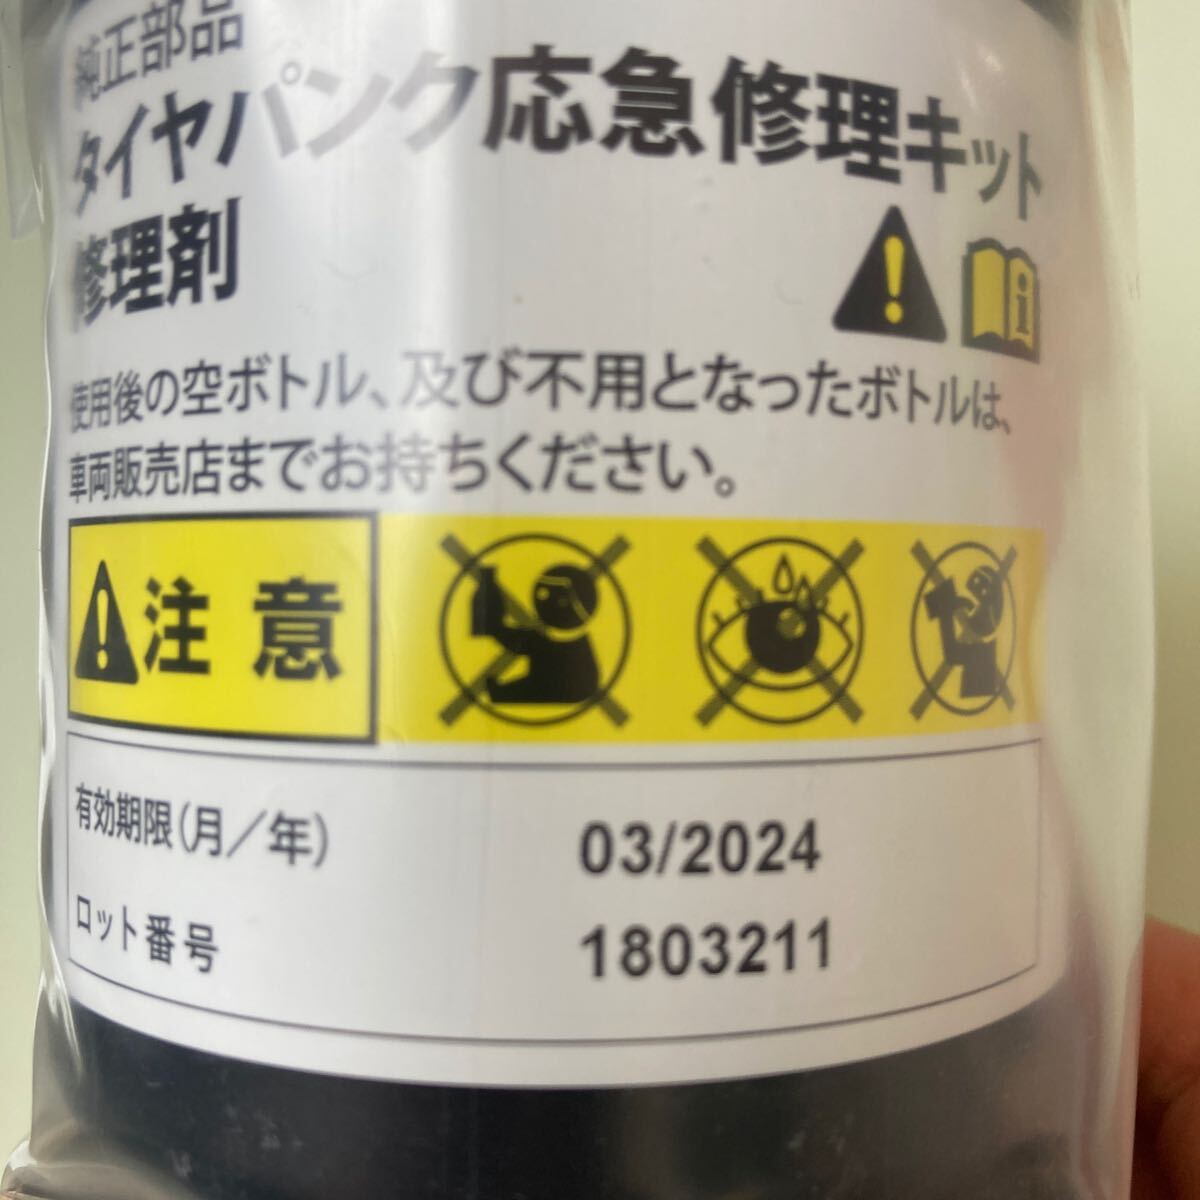 純正部品
タイヤパンク応急修理キット
修理剤
使用後の空ボトル、及び不用となったボトルは、
車両販売店までお持ちください。
注意
有効期限(月／年) 03/2024
ロット番号 1803211